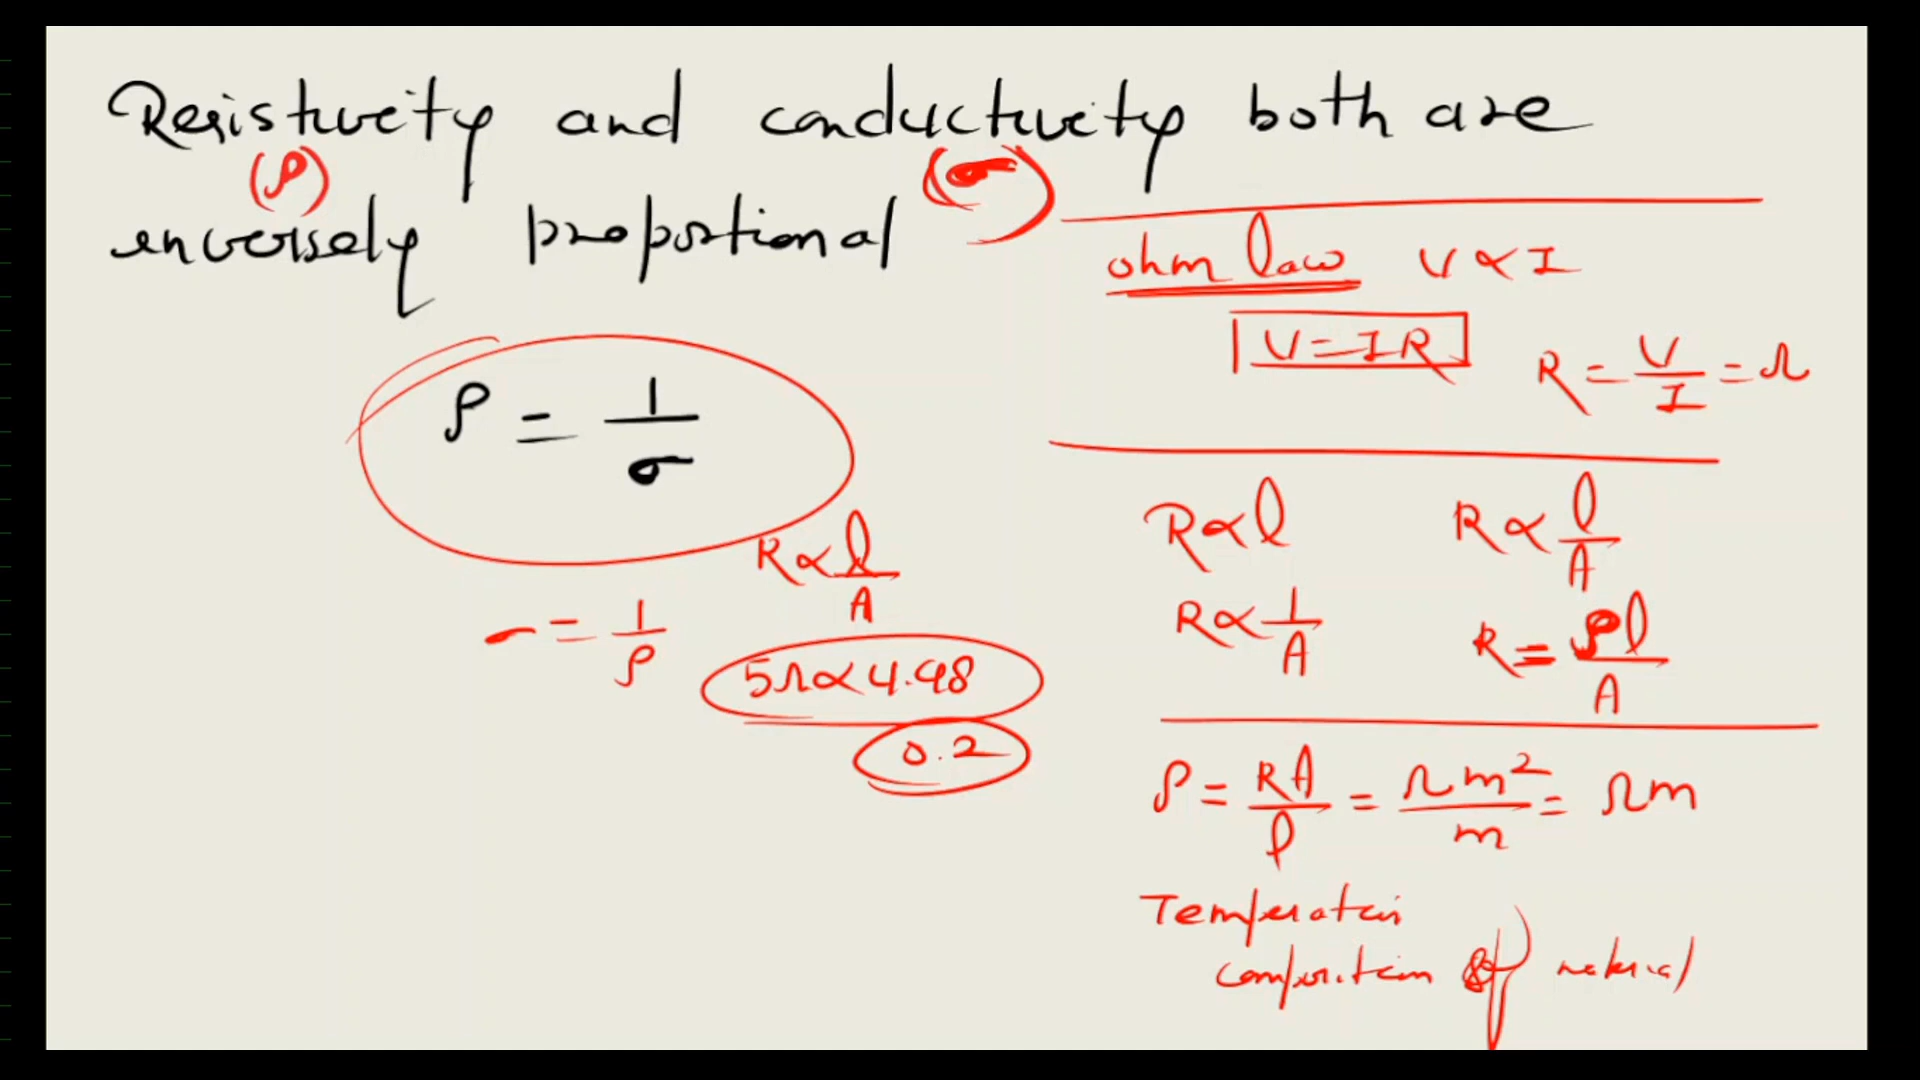 Resistivity and conductivity both are
(ρ) (σ)
inversely proportional
ρ = 1/σ
σ = 1/ρ
R ∝ l/A
5Ω ∝ 4.98
0.2
ohm law V ∝ I
V = IR
R = V/I = Ω
R ∝ l
R ∝ l/A
R ∝ 1/A
R = ρl/A
ρ = RA/l = Ωm²/m = Ωm
Temperature
composition of material